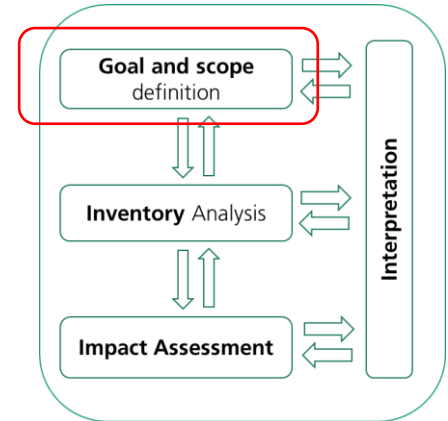 Goal and scope
definition
Inventory Analysis
Impact Assessment
Interpretation